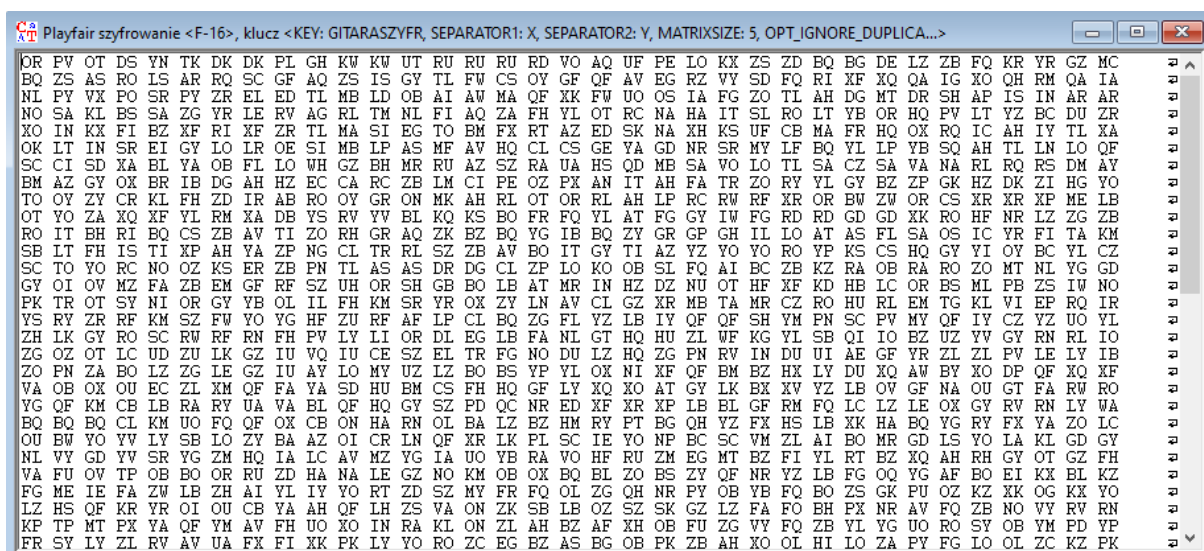 Playfair szyfrowanie <F-16>, klucz <KEY: GITARASZYFR, SEPARATOR1: X, SEPARATOR2: Y, MATRIXSIZE: 5, OPT_IGNORE_DUPLICA...>
OR PV OT DS YN TK DK DK PL GH KW KW UT RU RU RU RD VO AQ UF PE LO KX ZS ZD BQ BG DE LZ ZB FQ KR YR GZ MC
BQ ZS AS RO LS AR RQ SC GF AQ ZS IS GY TL FW CS OY GF QF AV EG RZ VY SD FQ RI XF XQ QA IG XO QH RM QA IA
NL PY VX PO SR PY ZR EL ED TL MB LD OB AI AW MA QF XK FW UO OS IA FG ZO TL AH DG MT DR SH AP IS IN AR AR
NO SA KL BS SA ZG YR LE RV AG RL TM NL FI AQ ZA FH YL OT RC NA HA IT SL RO LT YB OR HQ PV LT YZ BC DU ZR
XO IN KX FI BZ XF RI XF ZR TL MA SI EG TO BM FX RT AZ ED SK NA XH KS UF CB MA FR HQ OX RQ IC AH IY TL XA
OK LT IN SR EI GY LO LR OE SI MB LP AS MF AV HQ CL CS GE YA GD NR SR MY LF BQ YL LP YB SQ AH TL LN LO QF
SC CI SD XA BL YA OB FL LO WH GZ BH MR RU AZ SZ RA UA HS QD MB SA VO LO TL SA CZ SA VA NA RL RQ RS DM AY
BM AZ GY OX BR IB DG AH HZ EC CA RC ZB LM CI PE OZ PX AN IT AH FA TR ZO RY YL GY BZ ZP GK HZ DK ZI HG YO
TO OY ZY CR KL FH ZD IR AB RO OY GR ON MK AH RL OT OR RL AH LP RC RW RF XR OR BW ZW OR CS XR XR XP ME LB
OT YO ZA XQ XF YL RM XA DB YS RV YV BL KQ KS BO FR FQ YL AT FG GY IW FG RD RD GD GD XK RO HF NR LZ ZG ZB
RO IT BH RI BQ CS ZB AV TI ZO RH GR AQ ZK BZ BQ YG IB BQ ZY GR GP GH IL LO AT AS FL SA OS IC YR FI TA KM
SB LT FH IS TI XP AH YA ZP NG CL TR RL SZ ZB AV BO IT GY TI AZ YZ YO YO RO YP KS CS HQ GY YI OY BC YL CZ
SC TO YO RC NO OZ KS ER ZB PN TL AS AS DR DG CL ZP LO KO OB SL FQ AI BC ZB KZ RA OB RA RO ZO MT NL YG GD
GY OI OV MZ FA ZB EM GF RF SZ UH OR SH GB BO LB AT MR IN HZ DZ NU OT HF XF KD HB LC OR BS ML PB ZS IW NO
PK TR OT SY NI OR GY YB OL IL FH KM SR YR OX ZY LN AV CL GZ XR MB TA MR CZ RO HU RL EM TG KL VI EP RQ IR
YS RY ZR RF KM SZ FW YO YG HF ZU RF AF LP CL BQ ZG FL YZ LB IY QF QF SH YM PN SC PV MY QF IY CZ YZ UO YL
ZH LK GY RO SC RW RF RN FH PV LY LI OR DL EG LB FA NL GT HQ HU ZL WF KG YL SB QI IO BZ UZ YV GY RN RL IO
ZG OZ OT LC UD ZU LK GZ IU VQ IU CE SZ EL TR FG NO DU LZ HQ ZG PN RV IN DU UI AE GF YR ZL ZL PV LE LY IB
ZO PN ZA BO LZ ZG LE GZ IU AY LO MY UZ LZ BO BS YP YL OX NI XF QF BM BZ HX LY DU XQ AW BY XO DP QF XQ XF
VA OB OX OU EC ZL XM QF FA YA SD HU BM CS FH HQ GF LY XQ XO AT GY LK BX XV YZ LB OV GF NA OU GT FA RW RO
YG QF KM CB LB RA RY UA VA BL QF HQ GY SZ PD QC NR ED XF XR XP LB BL GF RM FQ LC LZ LE OX GY RV RN LY WA
BQ BQ BQ CL KM UO FQ QF OX CB ON HA RN OL BA LZ BZ HM RY PT BG QH YZ FX HS LB XK HA BQ YG RY FX YA ZO LC
OU BW YO YV LY SB LO ZY BA AZ OI CR LN QF XR LK PL SC IE YO NP BC SC VM ZL AI BO MR GD LS YO LA KL GD GY
NL VY GD YV SR YG ZM HQ IA LC AV MZ YG IA UO YB RA VO HF RU ZM EG MT BZ FI YL RT BZ XQ AH RH GY OT GZ FZ
VA FU OV TP OB BO OR RU ZD HA NA LE GZ NO KM OB OX BQ BL ZO BS ZY QF NR YZ LB FG OQ YG AF BO EI KX BL KZ
FG ME IE FA ZW LB ZH AI YL IY YO RT ZD SZ MY FR FQ OL ZG QH NR PY OB YB FQ BO ZS GK PU OZ KZ XK OG KX YO
LZ HS QF KR YR OI OU CB YA AH QF LH ZS VA ON ZK SB LB OZ SZ SK GZ LZ FA FO BH PX NR AV FQ ZB NO VY RV RN
KP TP MT PX YA QF YM AV FH UO XO IN RA KL ON ZL AH BZ AF XH OB FU ZG VY FQ ZB YL YG UO RO SY OB YM PD YP
FR SY LY ZL RV AV UA FX FI XK PK LY YO RO ZC EG BZ AS BG OB PK ZB AH XO OL HI LO ZA PY FG LO OL ZC KZ PK